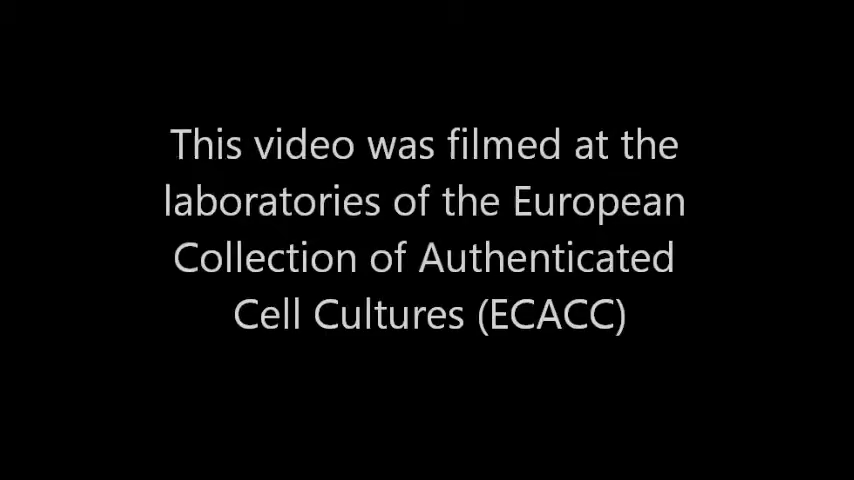 This video was filmed at the
laboratories of the European
Collection of Authenticated
Cell Cultures (ECACC)